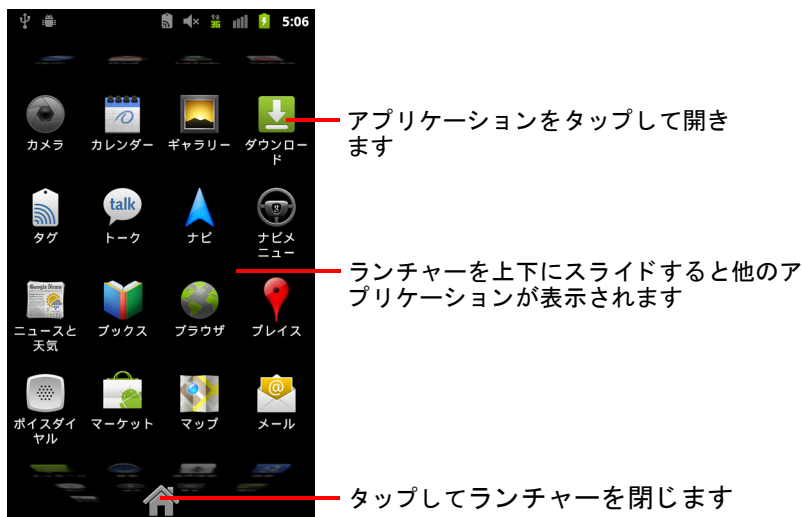 5:06
3G
カメラ
カレンダー
ギャラリー
ダウンロー
ド
アプリケーションをタップして開き
ます
talk
タグ
トーク
ナビ
ナビメ
ニュー
ランチャーを上下にスライドすると他のア
プリケーションが表示されます
Google News
ニュースと
天気
ブックス
ブラウザ
プレイス
@
ボイスダイ
ヤル
マーケット
マップ
メール
タップしてランチャーを閉じます